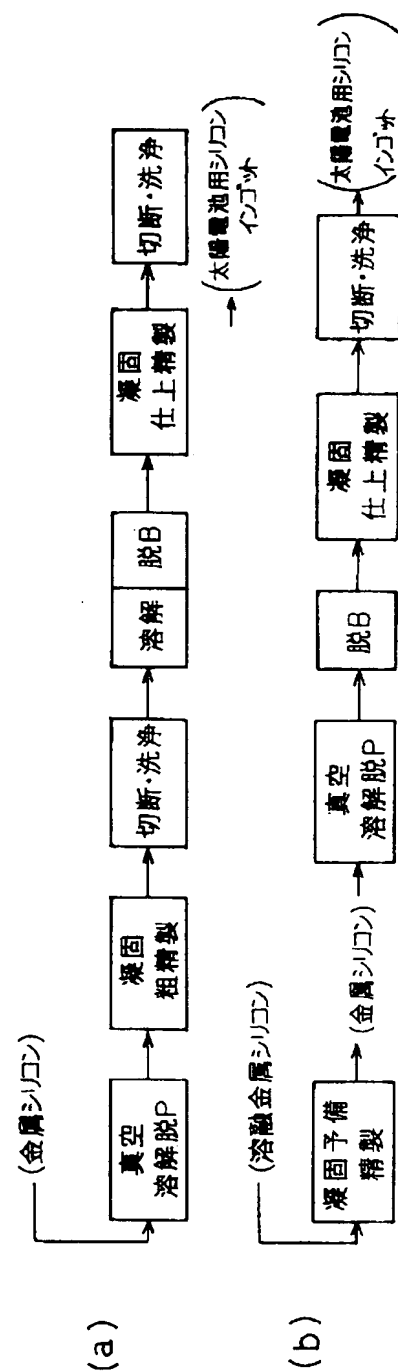 (a)
(金属シリコン)
真空
溶解脱P
凝固
粗精製
切断・洗浄
溶解
脱B
凝固
仕上精製
切断・洗浄
(太陽電池用シリコン
インゴット)
(b)
(溶融金属シリコン)
凝固予備
精製
(金属シリコン)
真空
溶解脱P
脱B
凝固
仕上精製
切断・洗浄
(太陽電池用シリコン
インゴット)